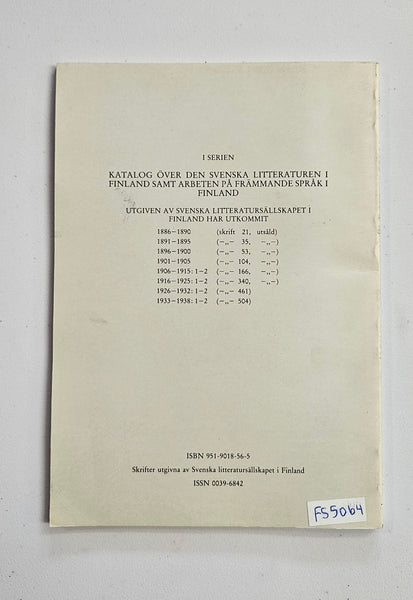 I SERIEN
KATALOG ÖVER DEN SVENSKA LITTERATUREN I
FINLAND SAMT ARBETEN PÅ FRÄMMANDE SPRÅK I
FINLAND
UTGIVEN AV SVENSKA LITTERATURSÄLLSKAPET I
FINLAND HAR UTKOMMIT
1886–1890 (skrift 21, utsåld)
1891–1895 (–„– 35, –„–)
1896–1900 (–„– 53, –„–)
1901–1905 (–„– 104, –„–)
1906–1915: 1–2 (–„– 166, –„–)
1916–1925: 1–2 (–„– 340, –„–)
1926–1932: 1–2 (–„– 461)
1933–1938: 1–2 (–„– 504)
ISBN 951-9018-56-5
Skrifter utgivna av Svenska litteratursällskapet i Finland
ISSN 0039-6842
FS5064